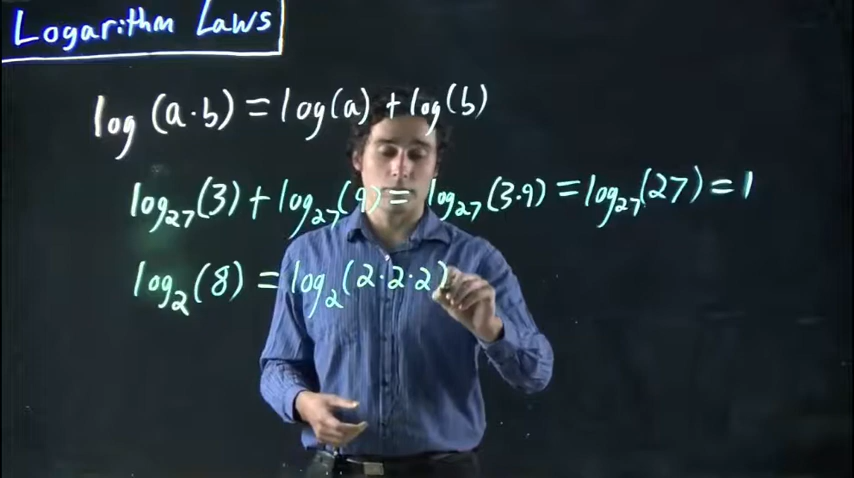 Logarithm Laws
log(a·b) = log(a) + log(b)
log₂₇(3) + log₂₇(9) = log₂₇(3·9) = log₂₇(27) = 1
log₂(8) = log₂(2·2·2)